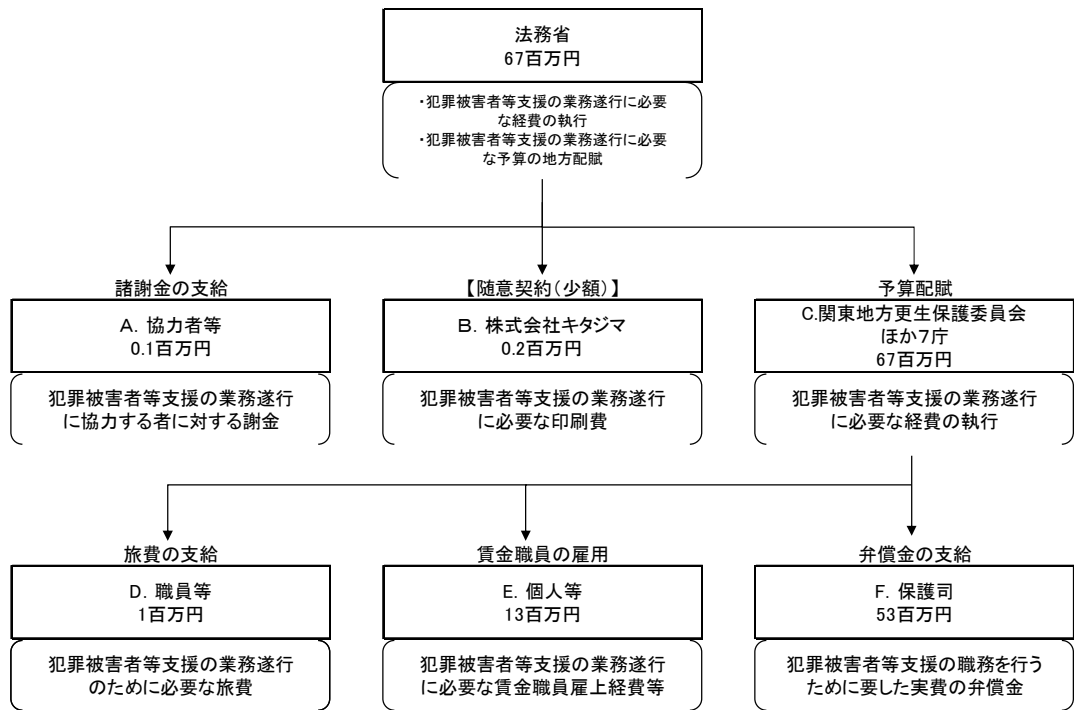 法務省
67百万円
・犯罪被害者等支援の業務遂行に必要
な経費の執行
・犯罪被害者等支援の業務遂行に必要
な予算の地方配賦
諸謝金の支給
A. 協力者等
0.1百万円
犯罪被害者等支援の業務遂行
に協力する者に対する謝金
【随意契約(少額)】
B. 株式会社キタジマ
0.2百万円
犯罪被害者等支援の業務遂行
に必要な印刷費
予算配賦
C.関東地方更生保護委員会
ほか7庁
67百万円
犯罪被害者等支援の業務遂行
に必要な経費の執行
旅費の支給
D. 職員等
1百万円
犯罪被害者等支援の業務遂行
のために必要な旅費
賃金職員の雇用
E. 個人等
13百万円
犯罪被害者等支援の業務遂行
に必要な賃金職員雇上経費等
弁償金の支給
F. 保護司
53百万円
犯罪被害者等支援の職務を行う
ために要した実費の弁償金